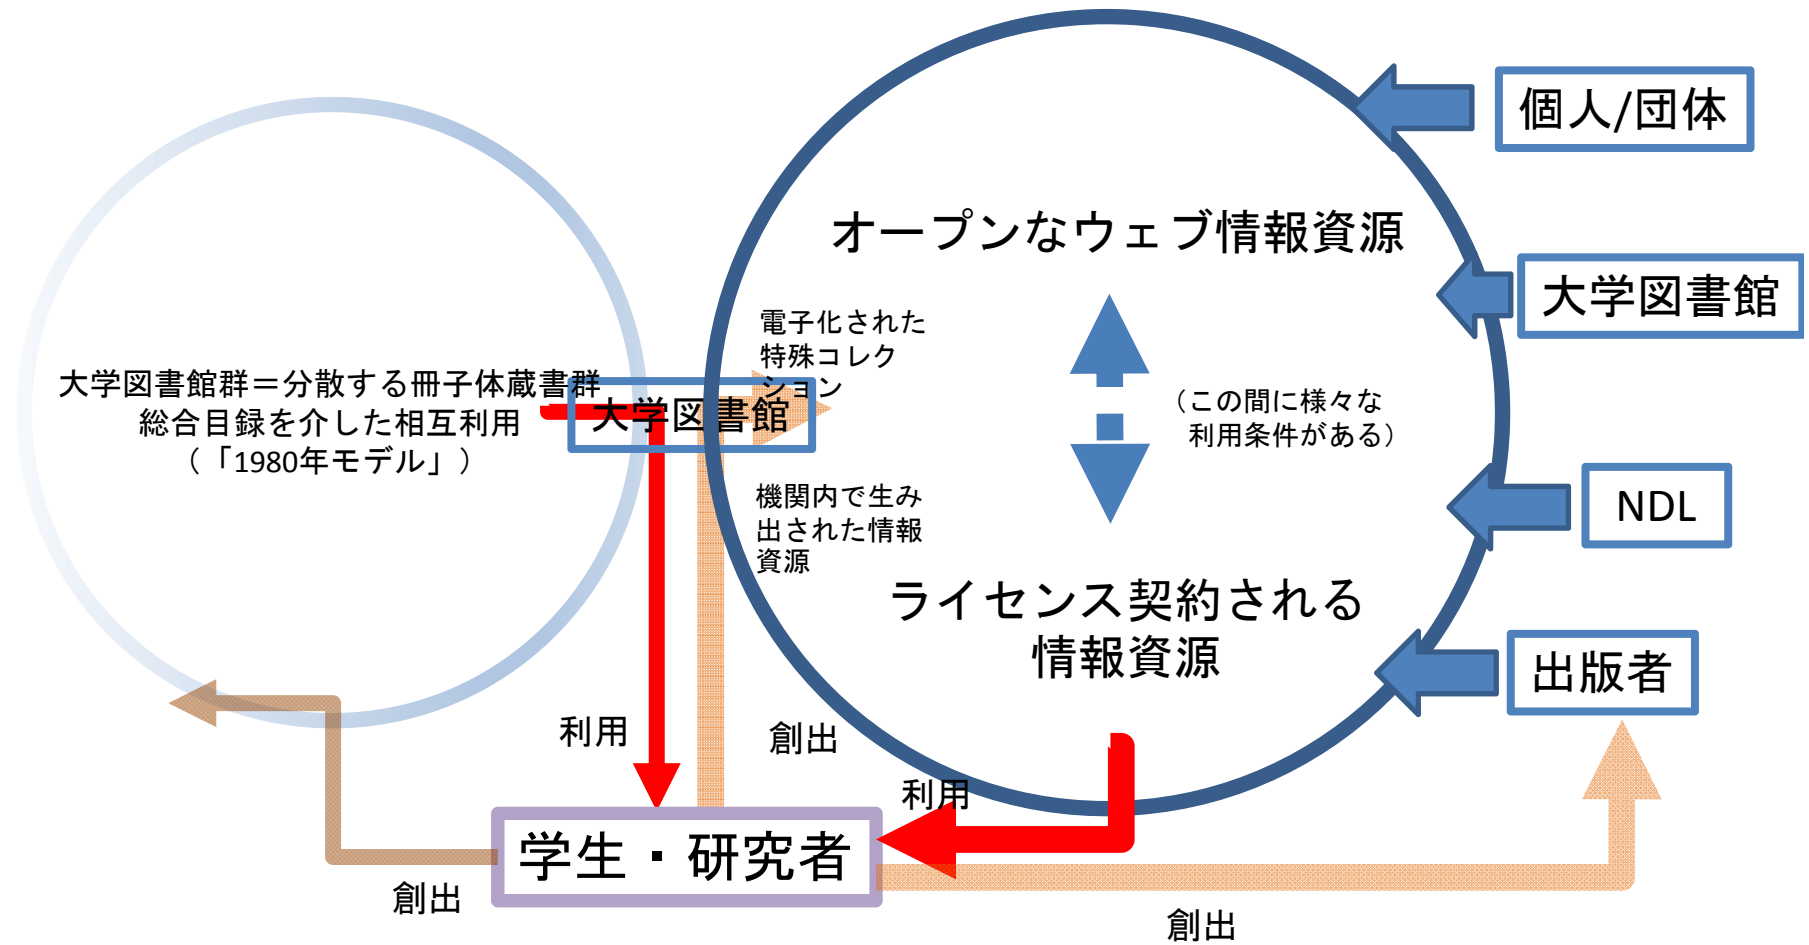 個人/団体
オープンなウェブ情報資源
大学図書館
電子化された
特殊コレク
ション
大学図書館群＝分散する冊子体蔵書群
総合目録を介した相互利用
（「1980年モデル」）
大学図書館
（この間に様々な
利用条件がある）
機関内で生み
出された情報
資源
NDL
ライセンス契約される
情報資源
出版者
利用
創出
利用
学生・研究者
創出
創出